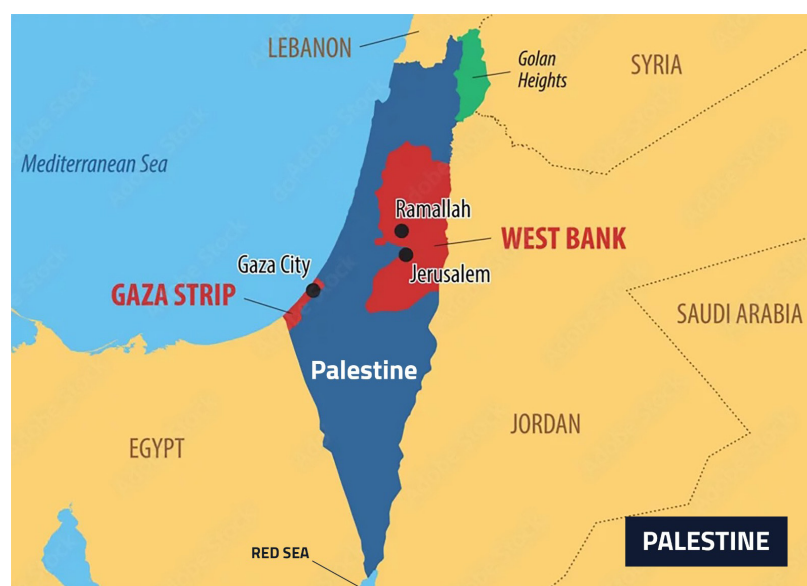 LEBANON
Golan
Heights
SYRIA
Mediterranean Sea
Ramallah
WEST BANK
Gaza City
Jerusalem
GAZA STRIP
SAUDI ARABIA
Palestine
JORDAN
EGYPT
PALESTINE
RED SEA